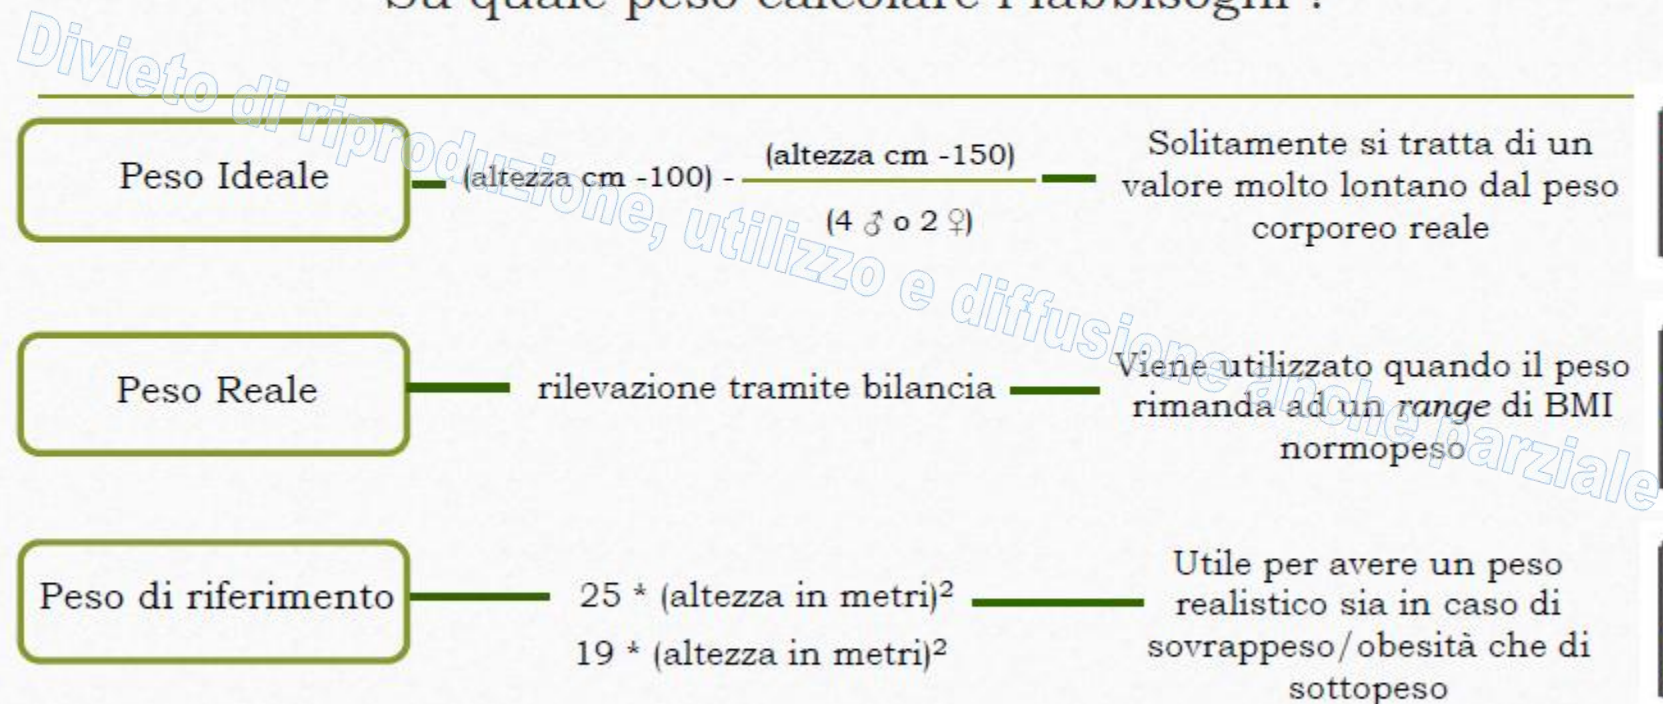 Su quale peso calcolare i fabbisogni ?
Divieto di riproduzione, utilizzo e diffusione anche parziale
Peso Ideale
(altezza cm -100) -
(altezza cm -150)
(4 ♂ o 2 ♀)
Solitamente si tratta di un
valore molto lontano dal peso
corporeo reale
Peso Reale
rilevazione tramite bilancia
Viene utilizzato quando il peso
rimanda ad un range di BMI
normopeso
Peso di riferimento
25 * (altezza in metri)²
19 * (altezza in metri)²
Utile per avere un peso
realistico sia in caso di
sovrappeso/obesità che di
sottopeso